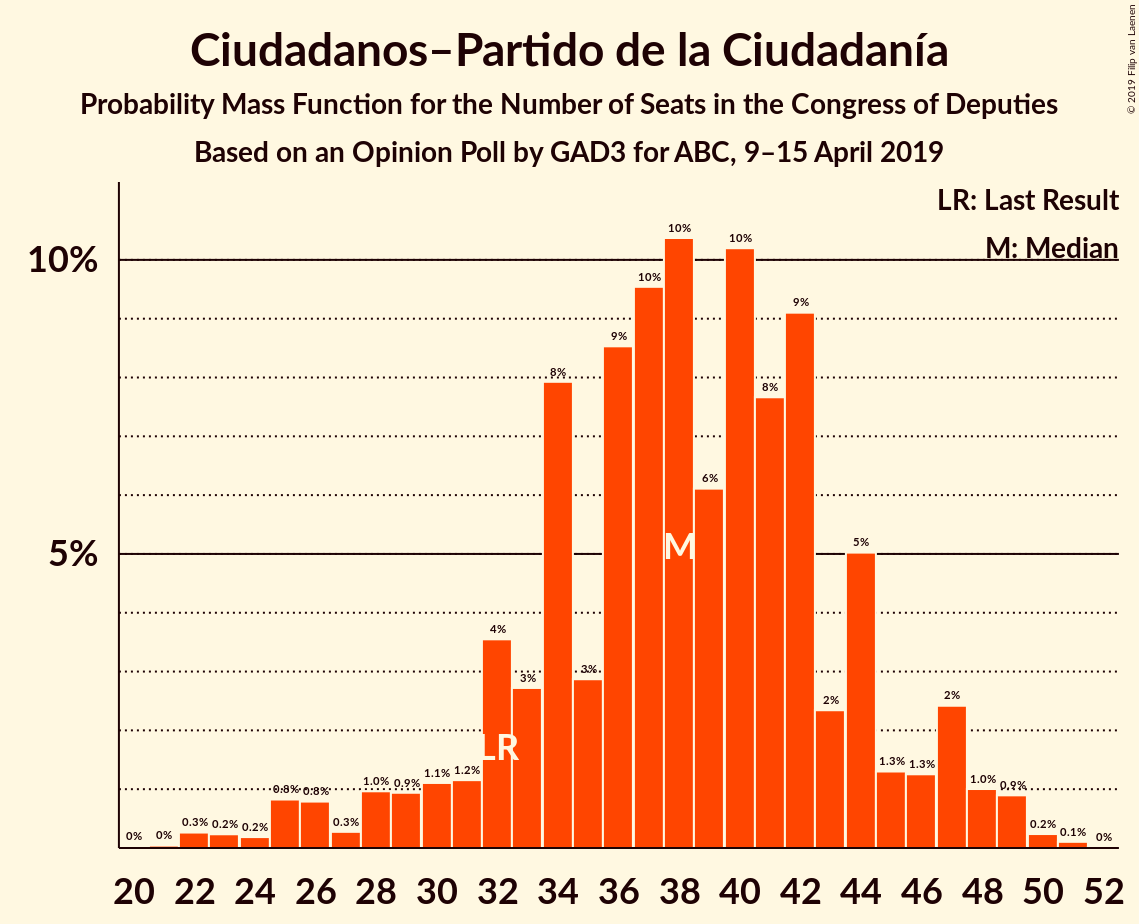 Ciudadanos–Partido de la Ciudadanía
Probability Mass Function for the Number of Seats in the Congress of Deputies
Based on an Opinion Poll by GAD3 for ABC, 9–15 April 2019
© 2019 Filip van Laenen
LR: Last Result
M: Median
10%
5%
0% 0% 0.3% 0.2% 0.2% 0.8% 0.8% 0.3% 1.0% 0.9% 1.1% 1.2% 4% 3% 8% 3% 9% 10% 10% 6% 10% 8% 9% 2% 5% 1.3% 1.3% 2% 1.0% 0.9% 0.2% 0.1% 0%
M
LR
20 22 24 26 28 30 32 34 36 38 40 42 44 46 48 50 52